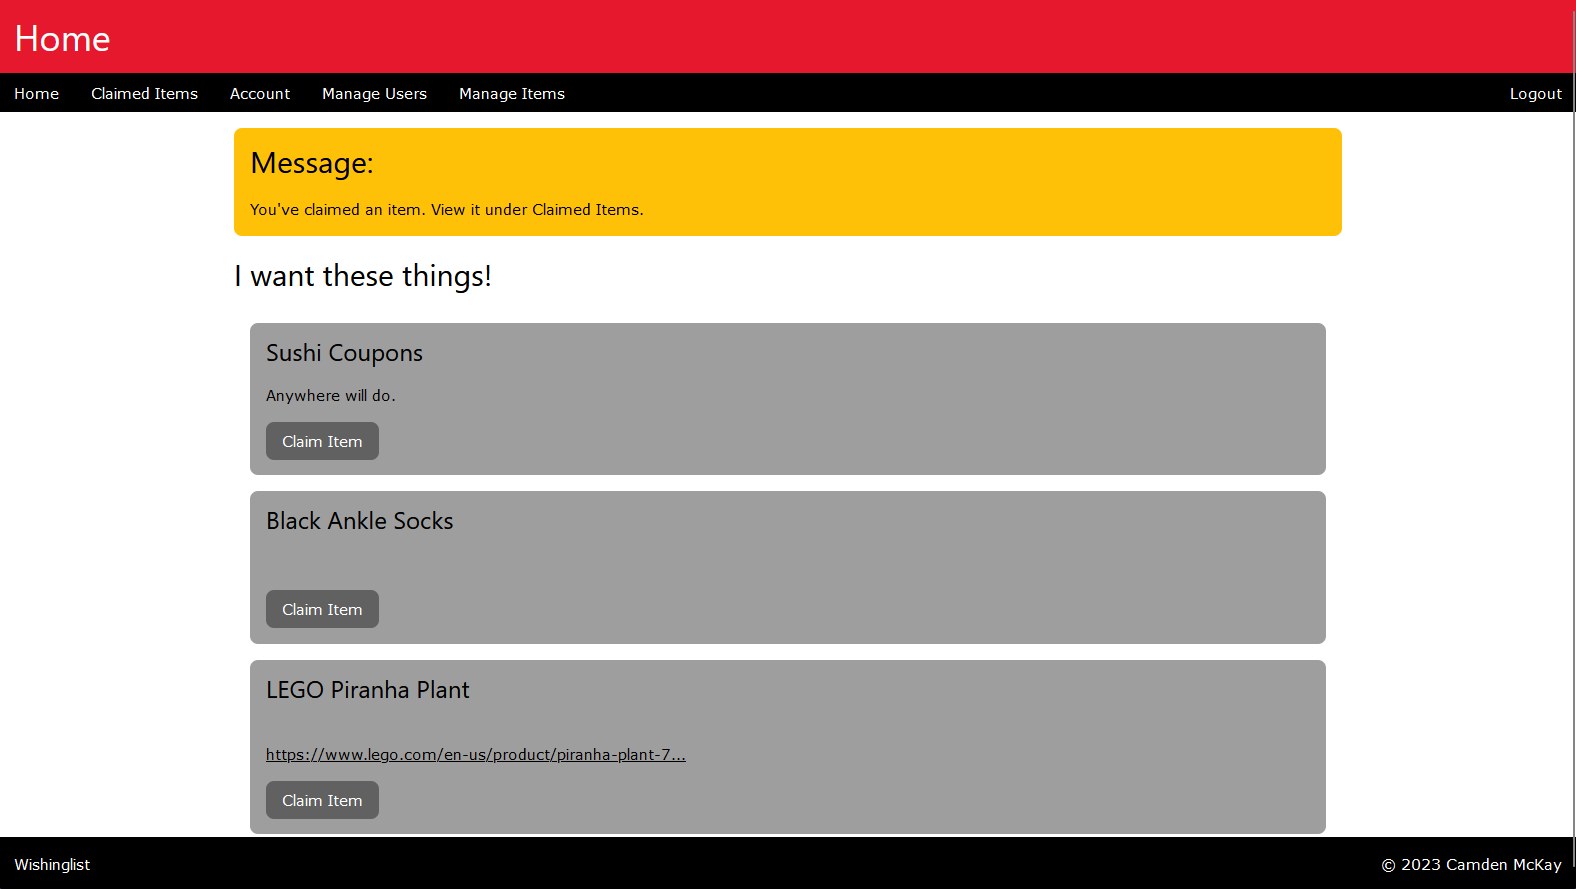 Home
Home Claimed Items Account Manage Users Manage Items Logout
Message:
You've claimed an item. View it under Claimed Items.
I want these things!
Sushi Coupons
Anywhere will do.
Claim Item
Black Ankle Socks
Claim Item
LEGO Piranha Plant
https://www.lego.com/en-us/product/piranha-plant-7...
Claim Item
Wishinglist © 2023 Camden McKay